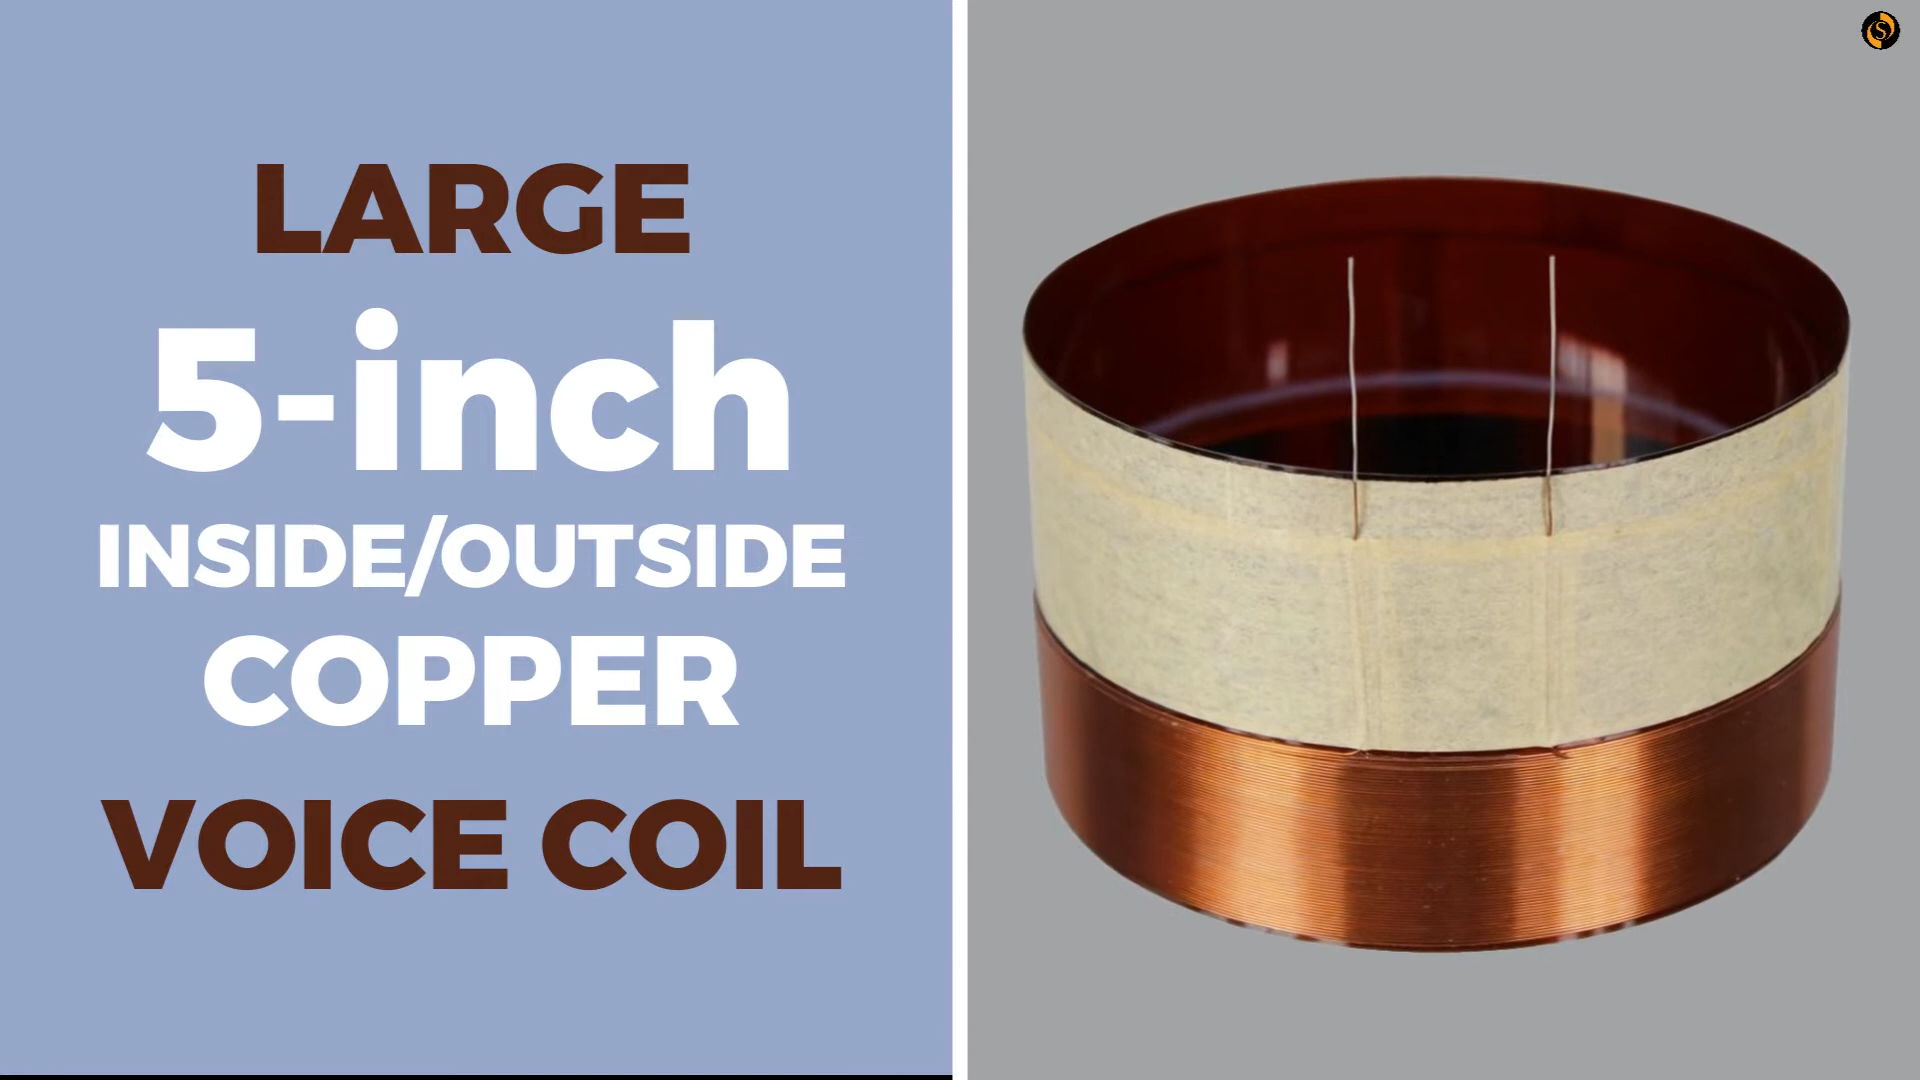 LARGE
5-inch
INSIDE/OUTSIDE
COPPER
VOICE COIL
S